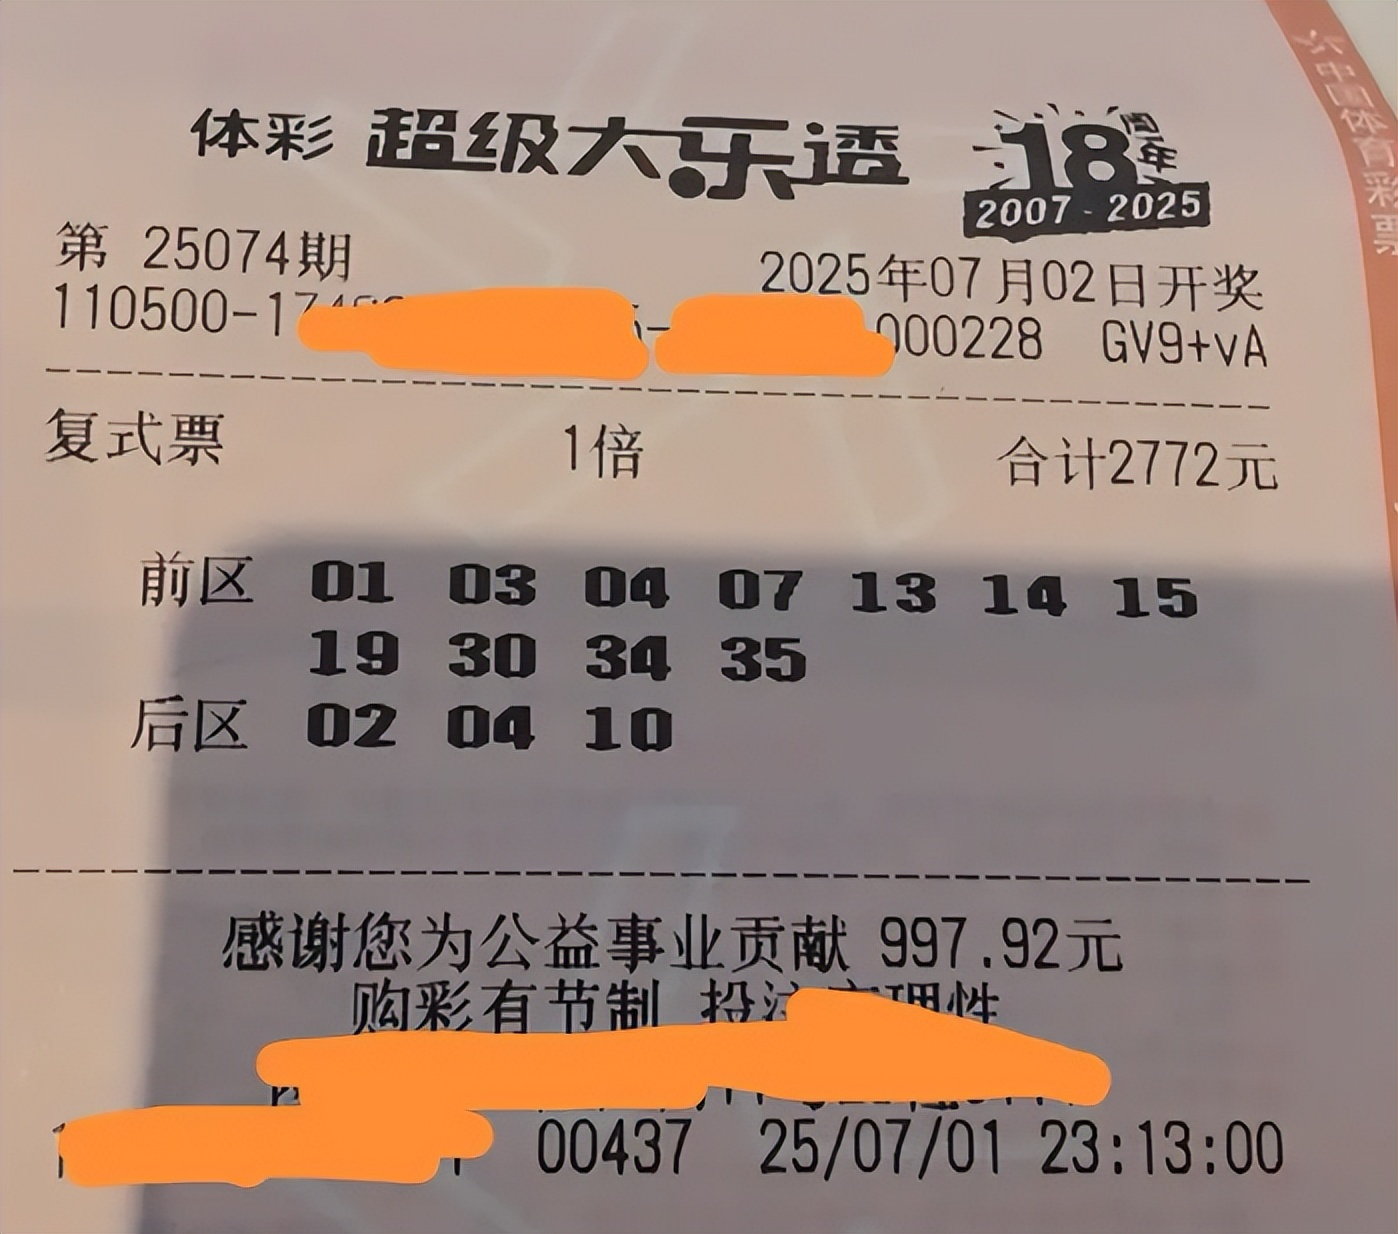 体彩 超级大乐透 18周年
2007-2025
第 25074期 2025年07月02日开奖
110500-17 000228 GV9+vA
复式票 1倍 合计2772元
前区 01 03 04 07 13 14 15
19 30 34 35
后区 02 04 10
感谢您为公益事业贡献 997.92元
购彩有节制 投注 理性
00437 25/07/01 23:13:00
中国体育彩票